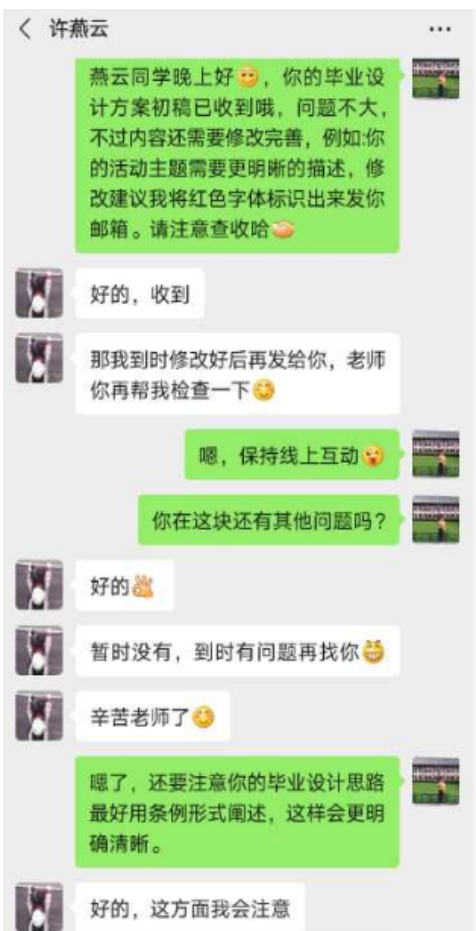 许燕云
燕云同学晚上好😊，你的毕业设
计方案初稿已收到哦，问题不大，
不过内容还需要修改完善，例如:你
的活动主题需要更明晰的描述，修
改建议我将红色字体标识出来发你
邮箱。请注意查收哈
好的，收到
那我到时修改好后再发给你，老师
你再帮我检查一下😊
嗯，保持线上互动😘
你在这块还有其他问题吗？
好的👌
暂时没有，到时有问题再找你😁
辛苦老师了😊
嗯了，还要注意你的毕业设计思路
最好用条例形式阐述，这样会更明
确清晰。
好的，这方面我会注意